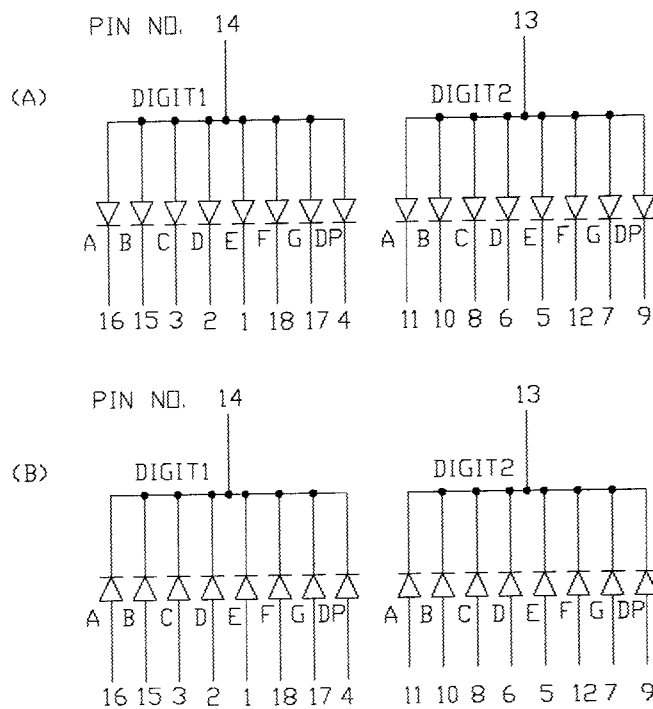 PIN NO. 14 13
(A)
DIGIT1 DIGIT2
A B C D E F G DP A B C D E F G DP
16 15 3 2 1 18 17 4 11 10 8 6 5 12 7 9
PIN NO. 14 13
(B)
DIGIT1 DIGIT2
A B C D E F G DP A B C D E F G DP
16 15 3 2 1 18 17 4 11 10 8 6 5 12 7 9